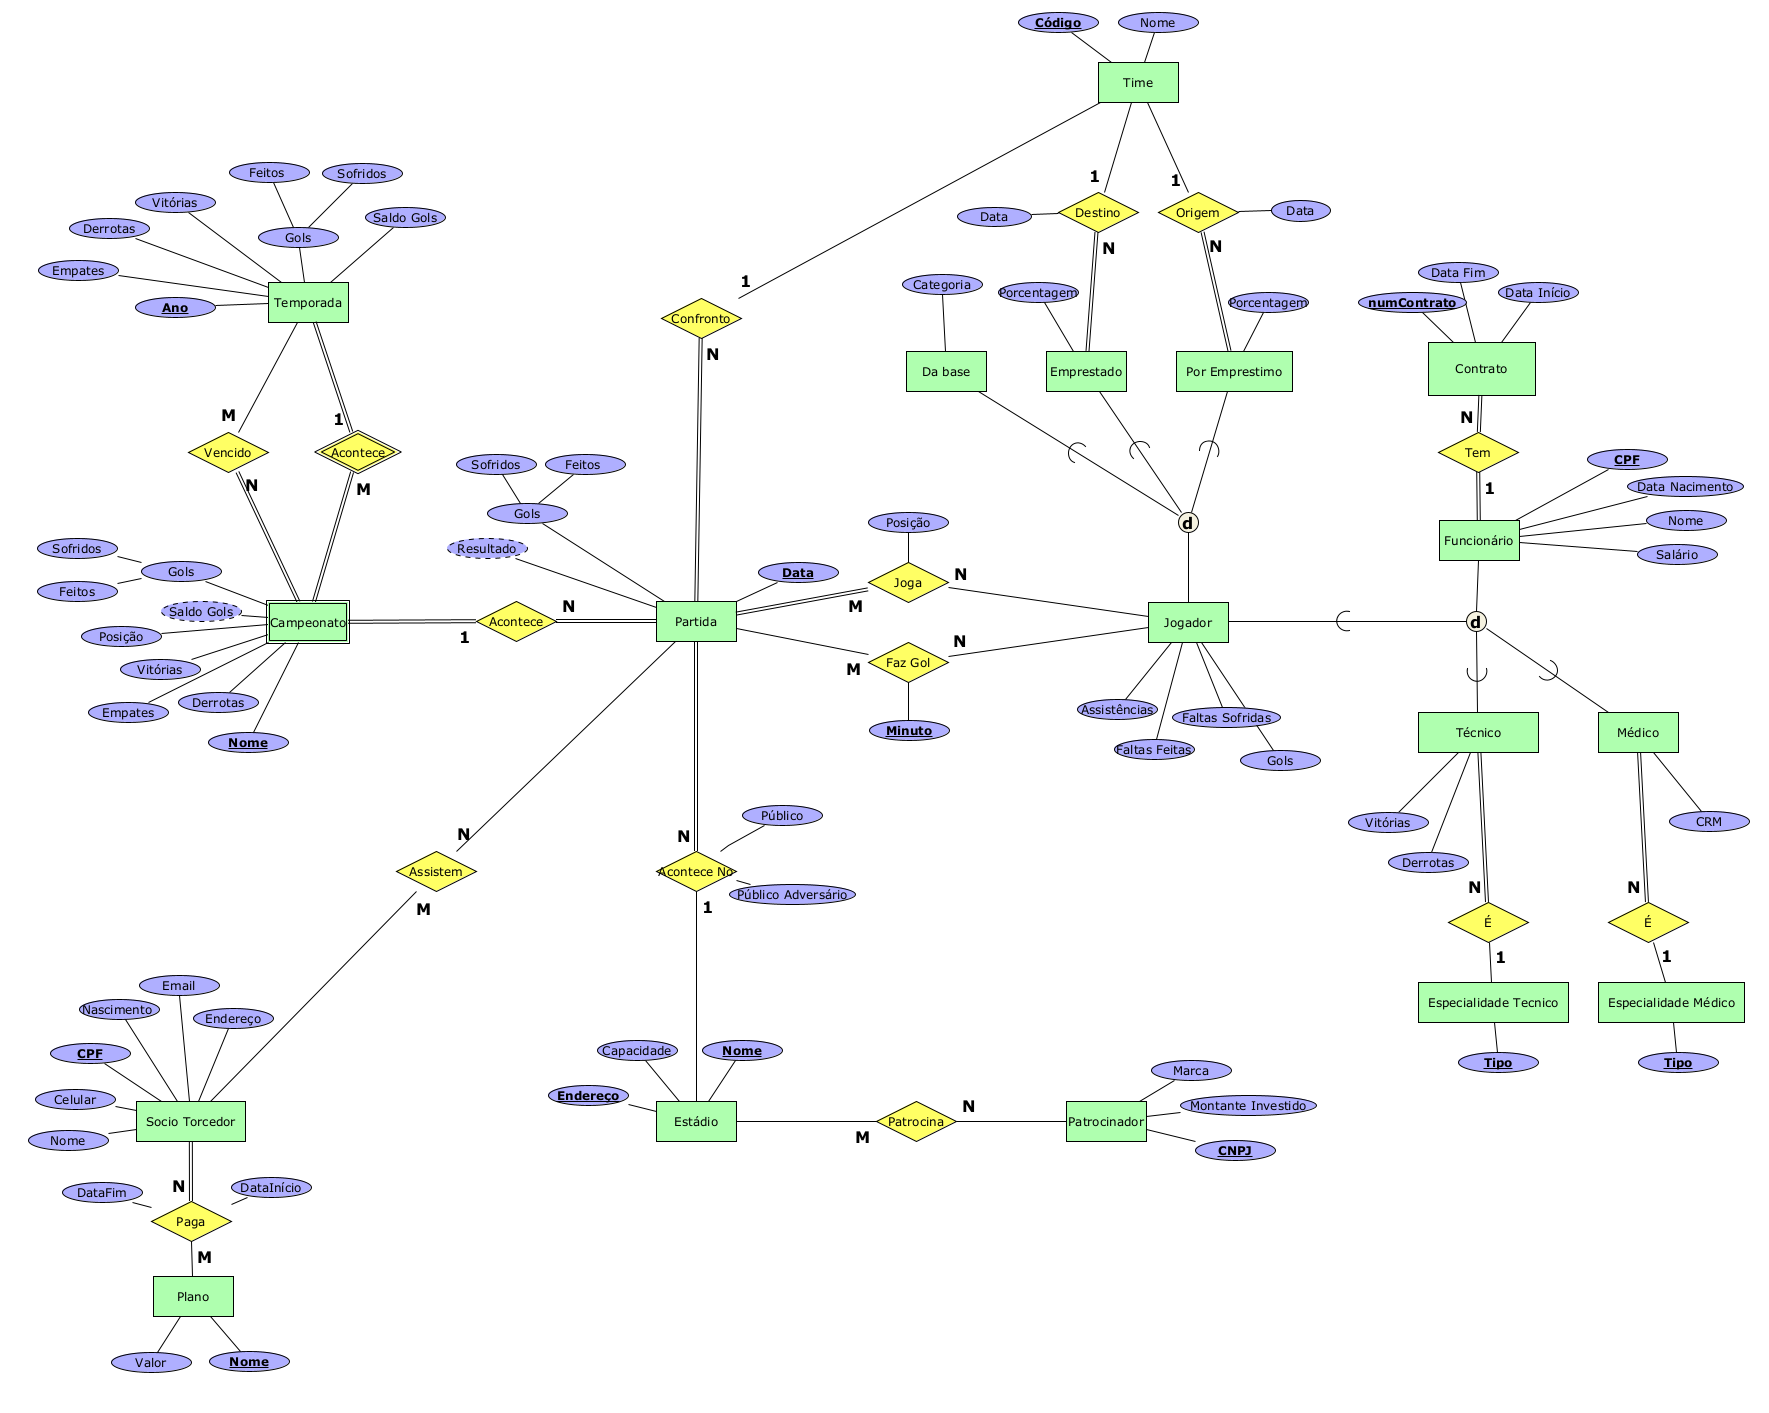 Código
Nome
Time
1
1
Destino
Origem
Data
Data
N
N
Feitos
Sofridos
Vitórias
Saldo Gols
Derrotas
Gols
Empates
Temporada
Ano
1
Confronto
N
Categoria
Porcentagem
Porcentagem
Da base
Emprestado
Por Emprestimo
Data Fim
Data Início
numContrato
Contrato
N
Tem
1
CPF
Data Nacimento
Nome
Salário
Funcionário
M
1
Vencido
Acontece
N
M
Sofridos
Feitos
Gols
Resultado
Data
Posição
d
Sofridos
Gols
Feitos
Saldo Gols
Posição
Vitórias
Empates
Derrotas
Nome
Campeonato
1
Acontece
N
Partida
M
Joga
N
M
Faz Gol
N
Minuto
Jogador
d
Assistências
Faltas Sofridas
Faltas Feitas
Gols
Técnico
Médico
Vitórias
Derrotas
CRM
N
N
É
É
1
1
Especialidade Tecnico
Especialidade Médico
Tipo
Tipo
N
Assistem
M
N
Público
Acontece No
Público Adversário
1
Email
Nascimento
Endereço
CPF
Celular
Nome
Socio Torcedor
Capacidade
Nome
Endereço
Estádio
M
Patrocina
N
Marca
Montante Investido
Patrocinador
CNPJ
N
DataFim
DataInício
Paga
M
Plano
Valor
Nome